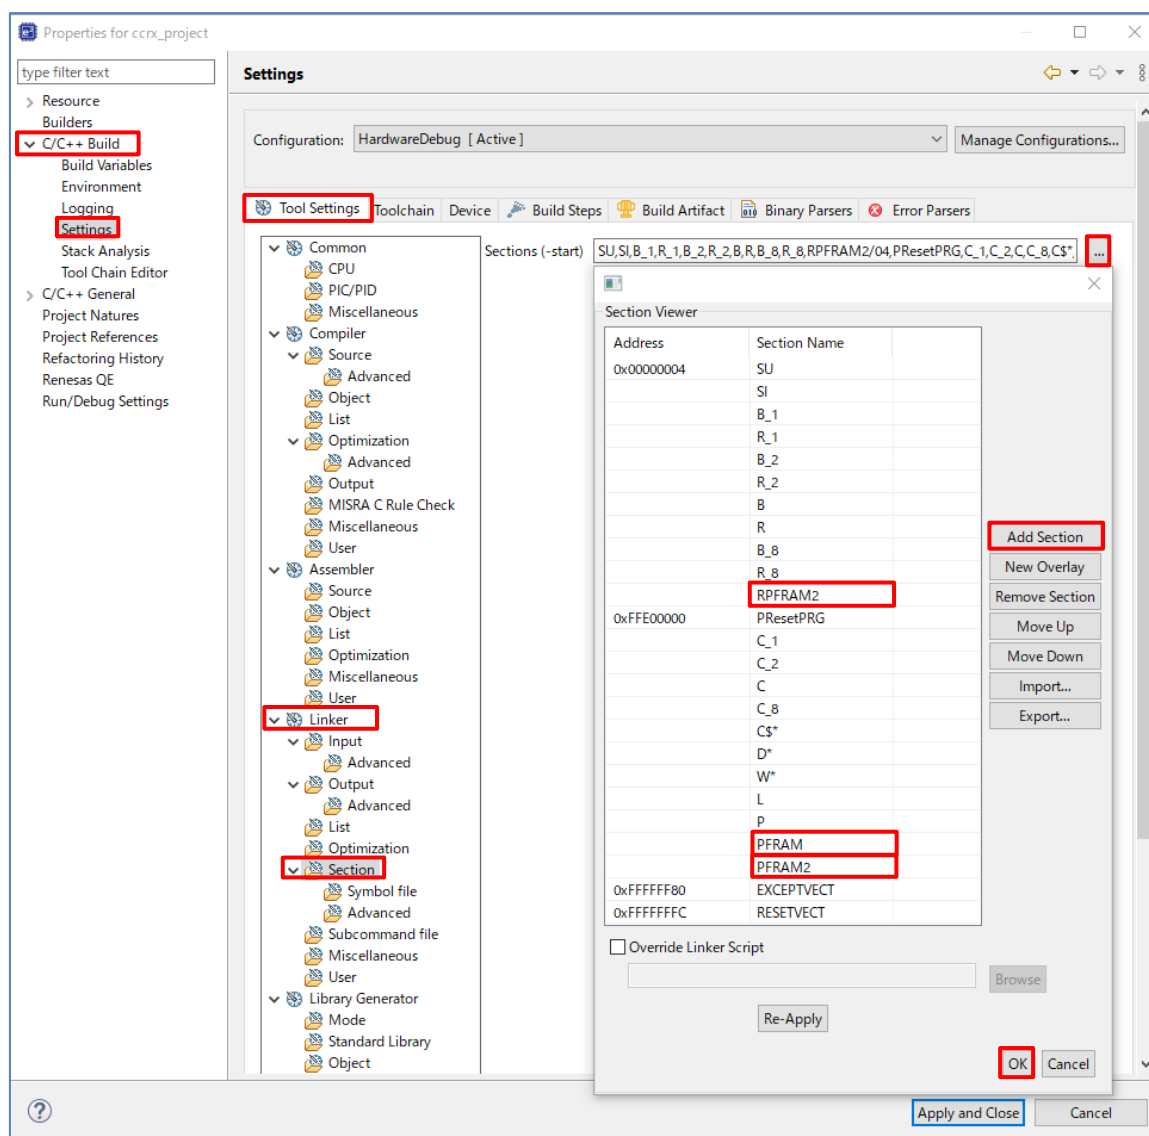 Properties for ccrx_project
type filter text
Resource
Builders
C/C++ Build
Build Variables
Environment
Logging
Settings
Stack Analysis
Tool Chain Editor
C/C++ General
Project Natures
Project References
Refactoring History
Renesas QE
Run/Debug Settings
Settings
Configuration: HardwareDebug [ Active ] Manage Configurations...
Tool Settings Toolchain Device Build Steps Build Artifact Binary Parsers Error Parsers
Common
CPU
PIC/PID
Miscellaneous
Compiler
Source
Advanced
Object
List
Optimization
Advanced
Output
MISRA C Rule Check
Miscellaneous
User
Assembler
Source
Object
List
Optimization
Miscellaneous
User
Linker
Input
Advanced
Output
Advanced
List
Optimization
Section
Symbol file
Advanced
Subcommand file
Miscellaneous
User
Library Generator
Mode
Standard Library
Object
Sections (-start) SU,SI,B_1,R_1,B_2,R_2,B,R,B_8,R_8,RPFRAM2/04,PResetPRG,C_1,C_2,C,C_8,C$*, ...
Section Viewer
Address Section Name
0x00000004 SU
SI
B_1
R_1
B_2
R_2
B
R
B_8
R_8
RPFRAM2
0xFFE00000 PResetPRG
C_1
C_2
C
C_8
C$*
D*
W*
L
P
PFRAM
PFRAM2
0xFFFFFF80 EXCEPTVECT
0xFFFFFFFC RESETVECT
Add Section
New Overlay
Remove Section
Move Up
Move Down
Import...
Export...
Override Linker Script
Browse
Re-Apply
OK Cancel
? Apply and Close Cancel